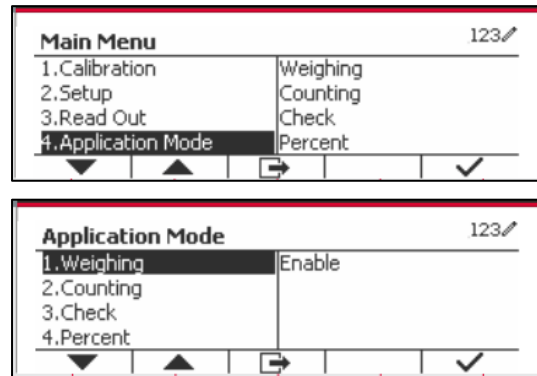 Main Menu 123
1.Calibration Weighing
2.Setup Counting
3.Read Out Check
4.Application Mode Percent
Application Mode 123
1.Weighing Enable
2.Counting
3.Check
4.Percent